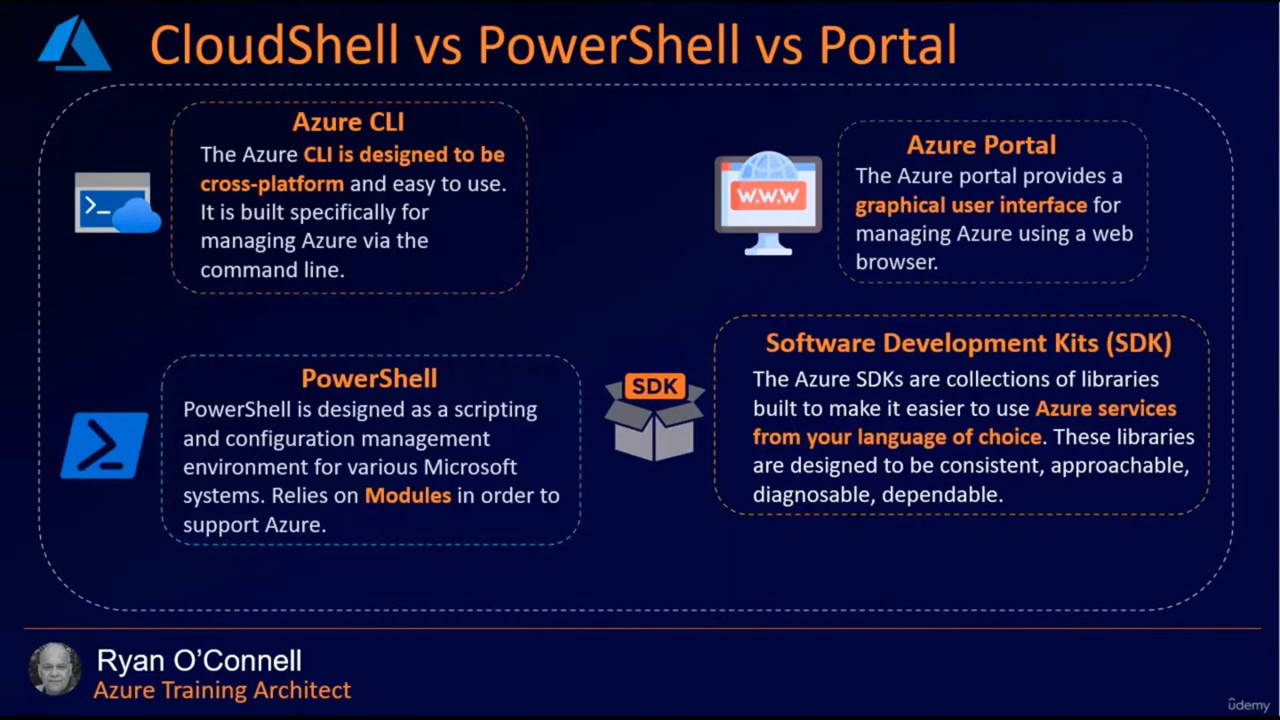 CloudShell vs PowerShell vs Portal
Azure CLI
The Azure CLI is designed to be
cross-platform and easy to use.
It is built specifically for
managing Azure via the
command line.
>_
W.W.W
Azure Portal
The Azure portal provides a
graphical user interface for
managing Azure using a web
browser.
PowerShell
PowerShell is designed as a scripting
and configuration management
environment for various Microsoft
systems. Relies on Modules in order to
support Azure.
SDK
Software Development Kits (SDK)
The Azure SDKs are collections of libraries
built to make it easier to use Azure services
from your language of choice. These libraries
are designed to be consistent, approachable,
diagnosable, dependable.
Ryan O’Connell
Azure Training Architect
ûdemy